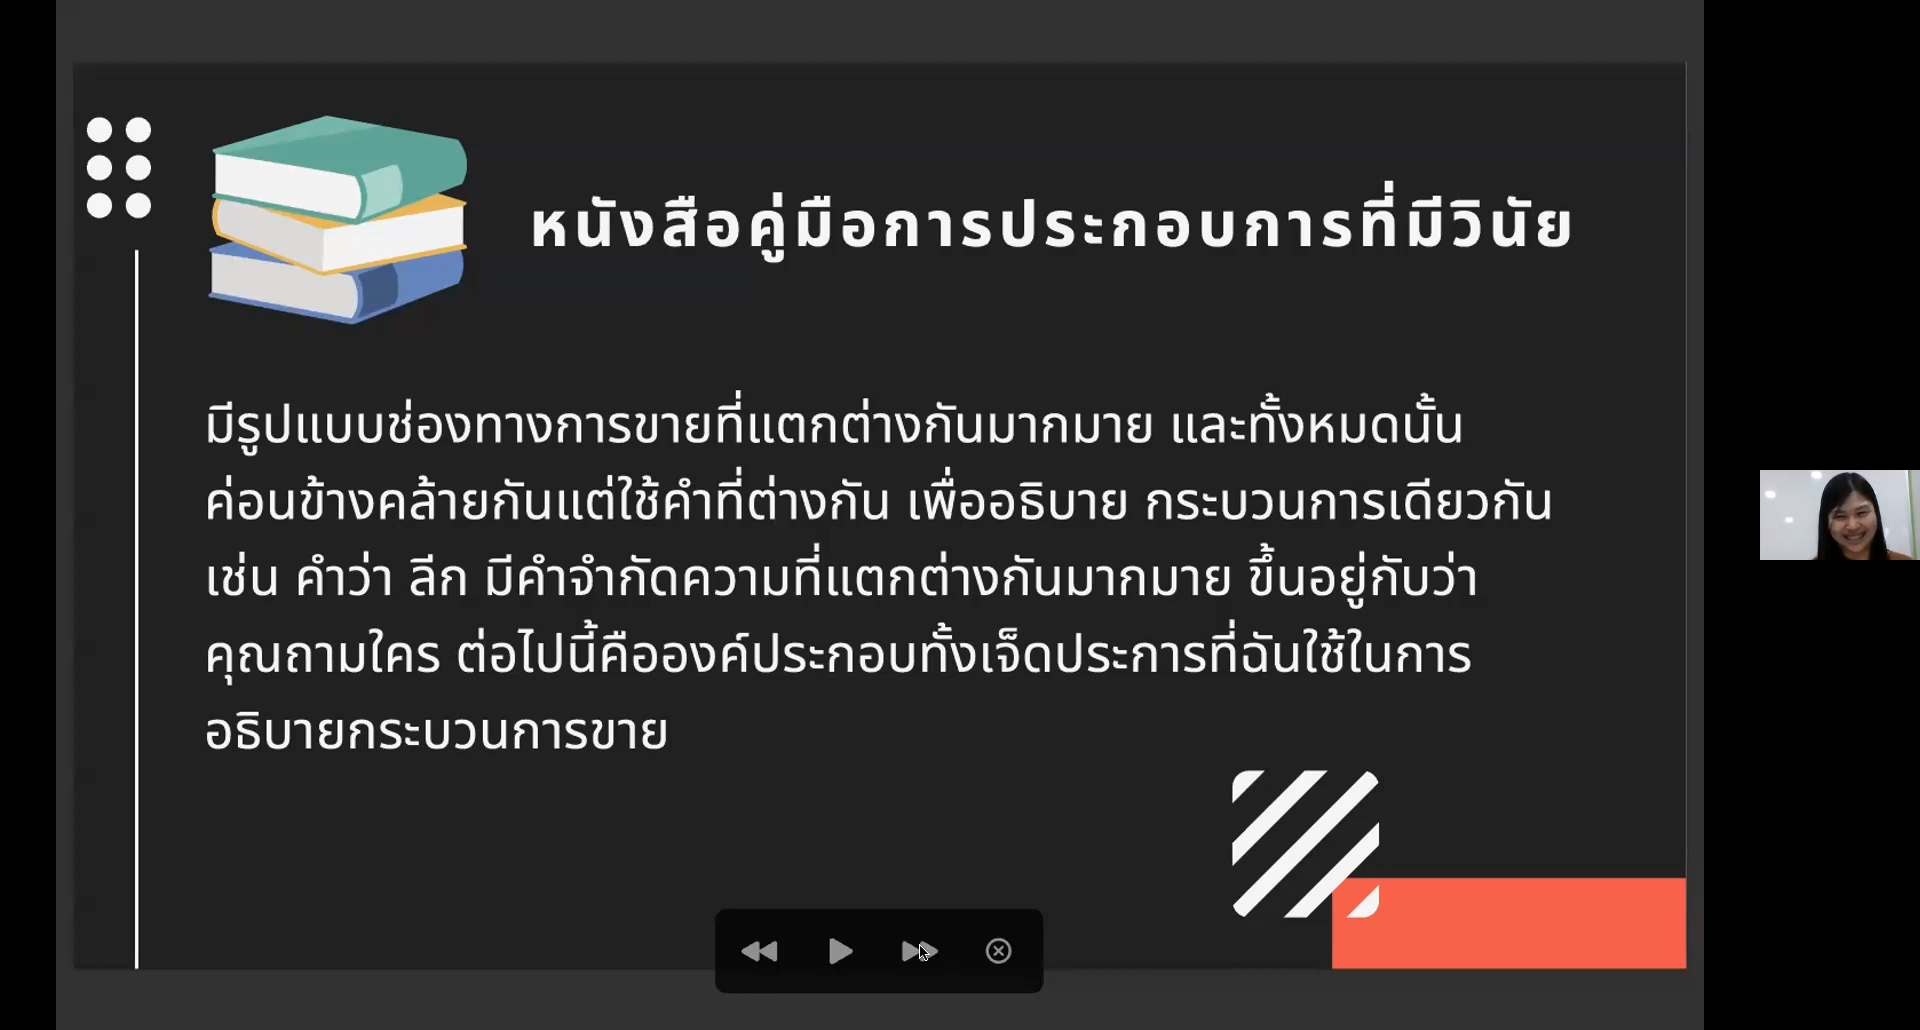 หนังสือคู่มือการประกอบการที่มีวินัย
มีรูปแบบช่องทางการขายที่แตกต่างกันมากมาย และทั้งหมดนั้น
ค่อนข้างคล้ายกันแต่ใช้คำที่ต่างกัน เพื่ออธิบาย กระบวนการเดียวกัน
เช่น คำว่า ลีก มีคำจำกัดความที่แตกต่างกันมากมาย ขึ้นอยู่กับว่า
คุณถามใคร ต่อไปนี้คือองค์ประกอบทั้งเจ็ดประการที่ฉันใช้ในการ
อธิบายกระบวนการขาย